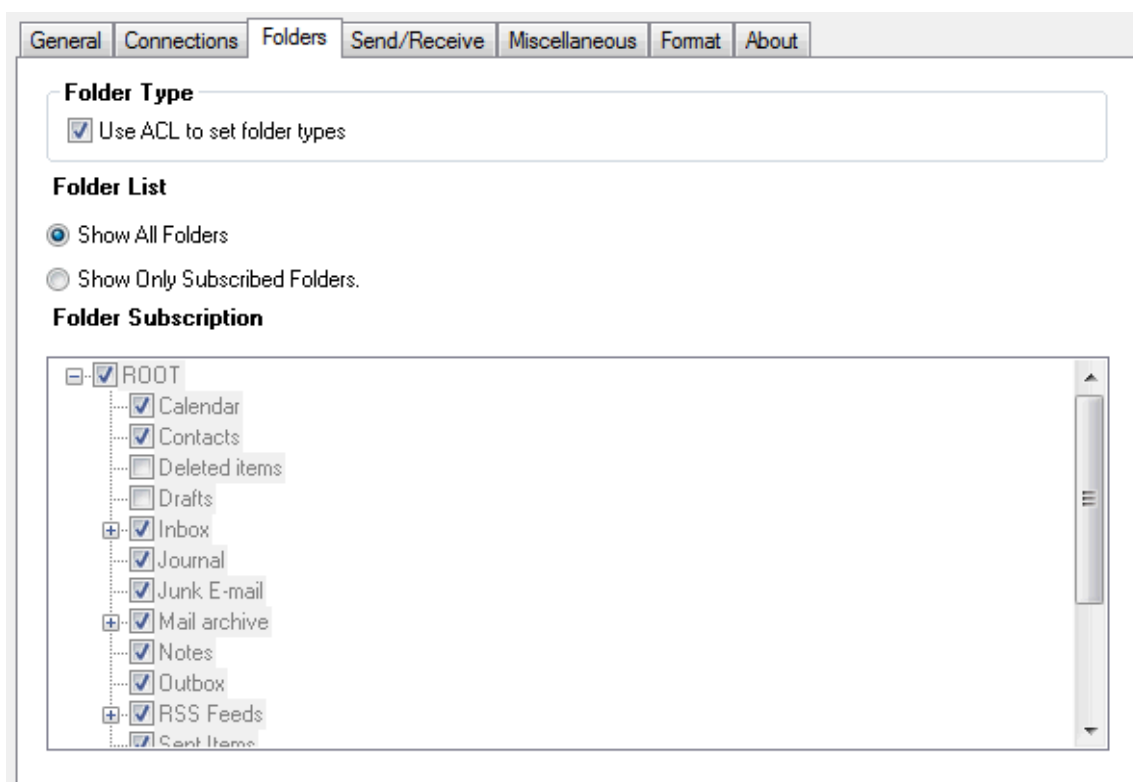 General Connections Folders Send/Receive Miscellaneous Format About
Folder Type
Use ACL to set folder types
Folder List
Show All Folders
Show Only Subscribed Folders.
Folder Subscription
ROOT
Calendar
Contacts
Deleted items
Drafts
Inbox
Journal
Junk E-mail
Mail archive
Notes
Outbox
RSS Feeds
Sent Items